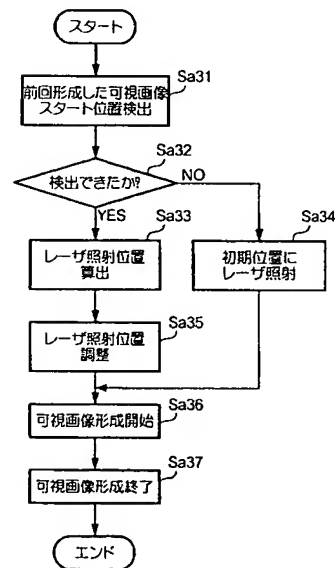 スタート
Sa31
前回形成した可視画像
スタート位置検出
Sa32
検出できたか?
NO
YES
Sa33
Sa34
レーザ照射位置
算出
初期位置に
レーザ照射
Sa35
レーザ照射位置
調整
Sa36
可視画像形成開始
Sa37
可視画像形成終了
エンド